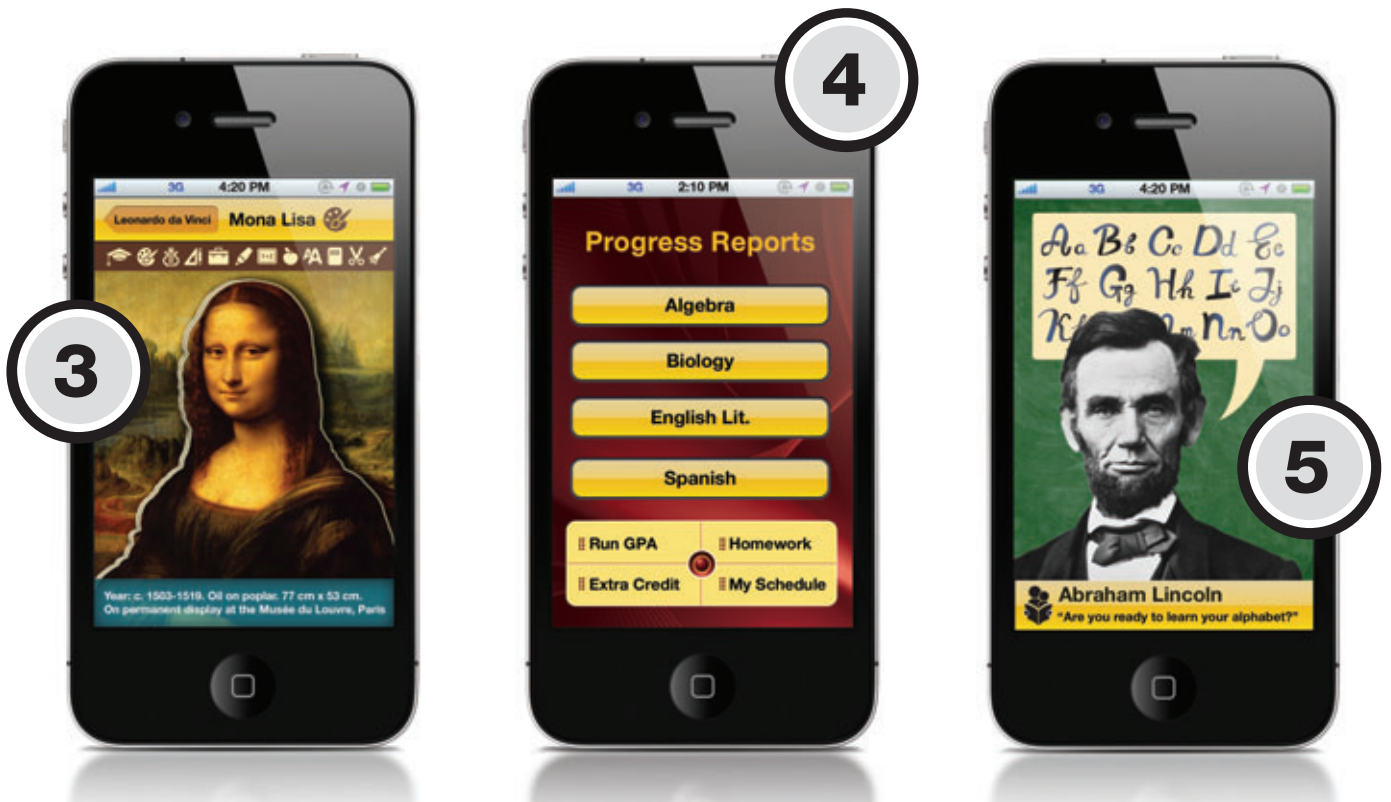 3
3G 4:20 PM
Leonardo da Vinci Mona Lisa
Year: c. 1503-1519. Oil on poplar. 77 cm x 53 cm.
On permanent display at the Musée du Louvre, Paris
4
3G 2:10 PM
Progress Reports
Algebra
Biology
English Lit.
Spanish
Run GPA Homework
Extra Credit My Schedule
5
3G 4:20 PM
Aa Bb Cc Dd Ee
Ff Gg Hh Ii Jj
Nn Oo
Abraham Lincoln
"Are you ready to learn your alphabet?"